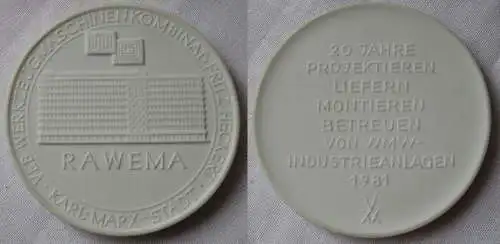 VEB WERKZEUGMASCHINENKOMBINAT FRITZ HECKERT
RAWEMA
· KARL-MARX-STADT ·
20 JAHRE
PROJEKTIEREN
LIEFERN
MONTIEREN
BETREUEN
VON WMW-
INDUSTRIEANLAGEN
1981